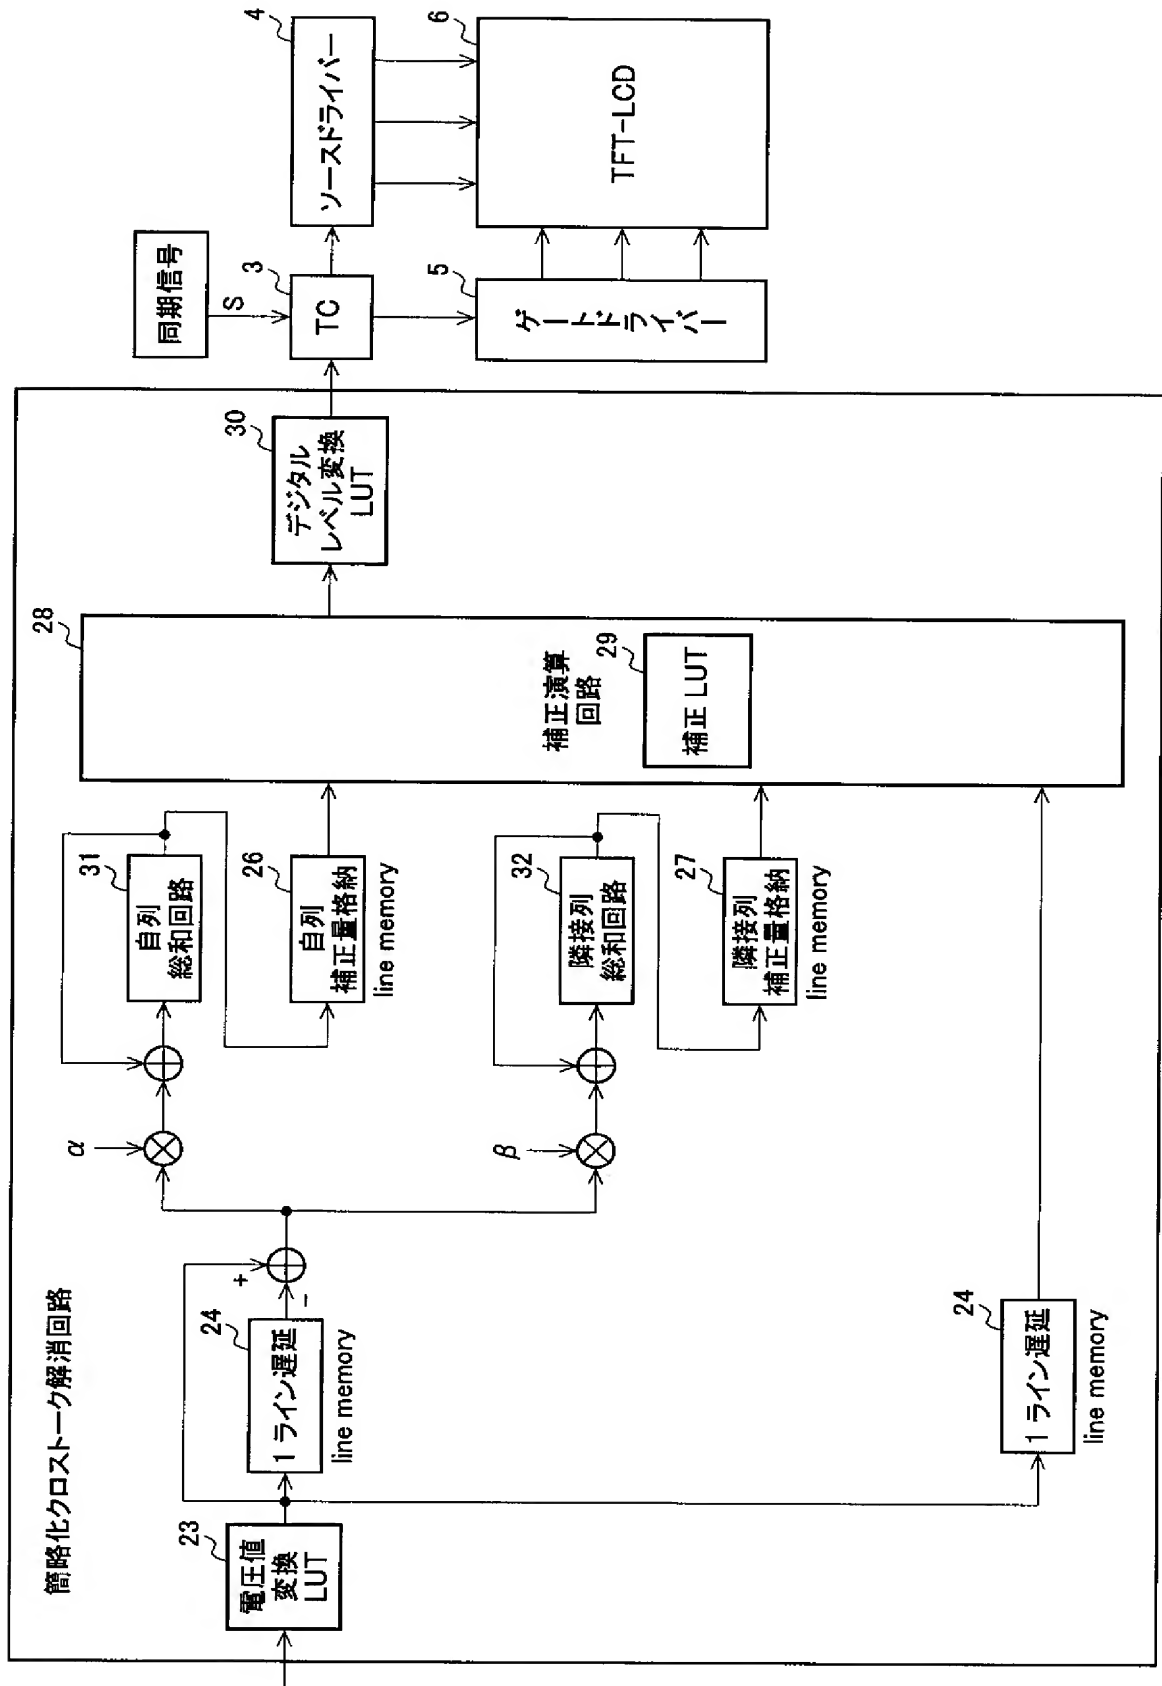 簡略化クロストーク解消回路
23
電圧値
変換
LUT
24
1ライン遅延
line memory
+
-
24
1ライン遅延
line memory
α
β
31
自列
総和回路
26
自列
補正量格納
line memory
32
隣接列
総和回路
27
隣接列
補正量格納
line memory
28
補正演算
回路
29
補正 LUT
30
デジタル
レベル変換
LUT
同期信号
S
3
TC
4
ソースドライバー
5
ゲートドライバー
6
TFT-LCD